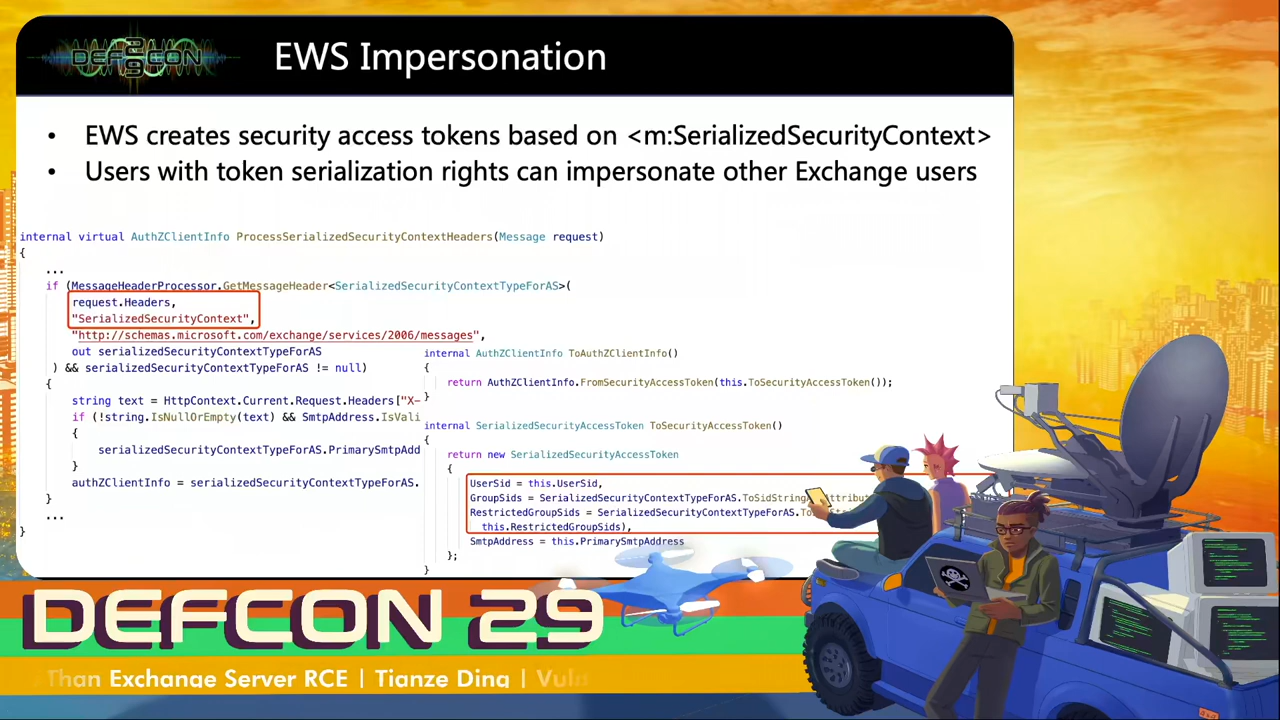 DEFCON 29
EWS Impersonation
• EWS creates security access tokens based on <m:SerializedSecurityContext>
• Users with token serialization rights can impersonate other Exchange users
internal virtual AuthZClientInfo ProcessSerializedSecurityContextHeaders(Message request)
{
...
if (MessageHeaderProcessor.GetMessageHeader<SerializedSecurityContextTypeForAS>(
request.Headers,
"SerializedSecurityContext",
"http://schemas.microsoft.com/exchange/services/2006/messages",
out serializedSecurityContextTypeForAS
) && serializedSecurityContextTypeForAS != null)
{
string text = HttpContext.Current.Request.Headers["X-
if (!string.IsNullOrEmpty(text) && SmtpAddress.IsVali
{
serializedSecurityContextTypeForAS.PrimarySmtpAdd
}
authZClientInfo = serializedSecurityContextTypeForAS.
}
...
}
internal AuthZClientInfo ToAuthZClientInfo()
{
return AuthZClientInfo.FromSecurityAccessToken(this.ToSecurityAccessToken());
}
internal SerializedSecurityAccessToken ToSecurityAccessToken()
{
return new SerializedSecurityAccessToken
{
UserSid = this.UserSid,
GroupSids = SerializedSecurityContextTypeForAS.ToSidString
RestrictedGroupSids = SerializedSecurityContextTypeForAS.
this.RestrictedGroupSids),
SmtpAddress = this.PrimarySmtpAddress
};
}
DEFCON 29
Than Exchange Server RCE | Tianze Ding | Vuln